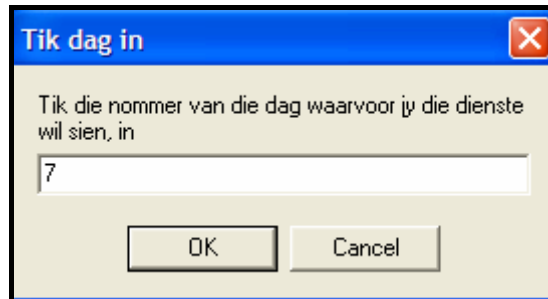 Tik dag in
Tik die nommer van die dag waarvoor jy die dienste
wil sien, in
7
OK
Cancel